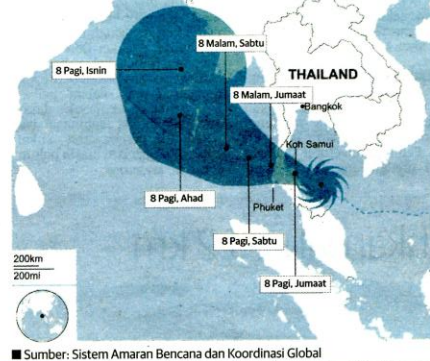 8 Malam, Sabtu
8 Pagi, Isnin
THAILAND
8 Malam, Jumaat
Bangkok
Koh Samui
8 Pagi, Ahad
Phuket
8 Pagi, Sabtu
200km
200mi
8 Pagi, Jumaat
Sumber: Sistem Amaran Bencana dan Koordinasi Global